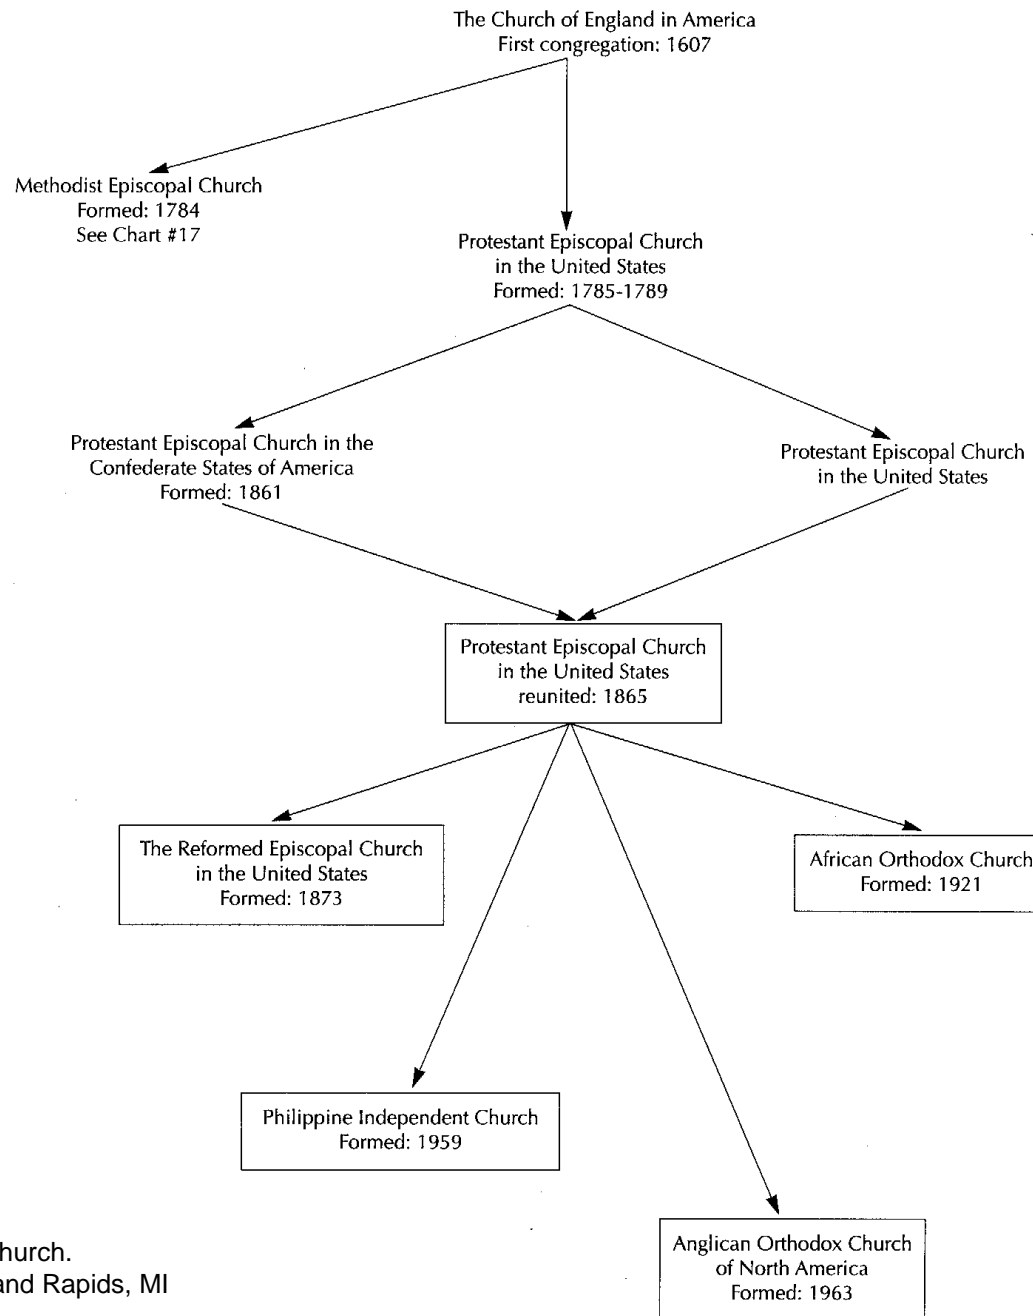 The Church of England in America
First congregation: 1607
Methodist Episcopal Church
Formed: 1784
See Chart #17
Protestant Episcopal Church
in the United States
Formed: 1785-1789
Protestant Episcopal Church in the
Confederate States of America
Formed: 1861
Protestant Episcopal Church
in the United States
Protestant Episcopal Church
in the United States
reunited: 1865
The Reformed Episcopal Church
in the United States
Formed: 1873
African Orthodox Church
Formed: 1921
Philippine Independent Church
Formed: 1959
Anglican Orthodox Church
of North America
Formed: 1963
hurch.
and Rapids, MI